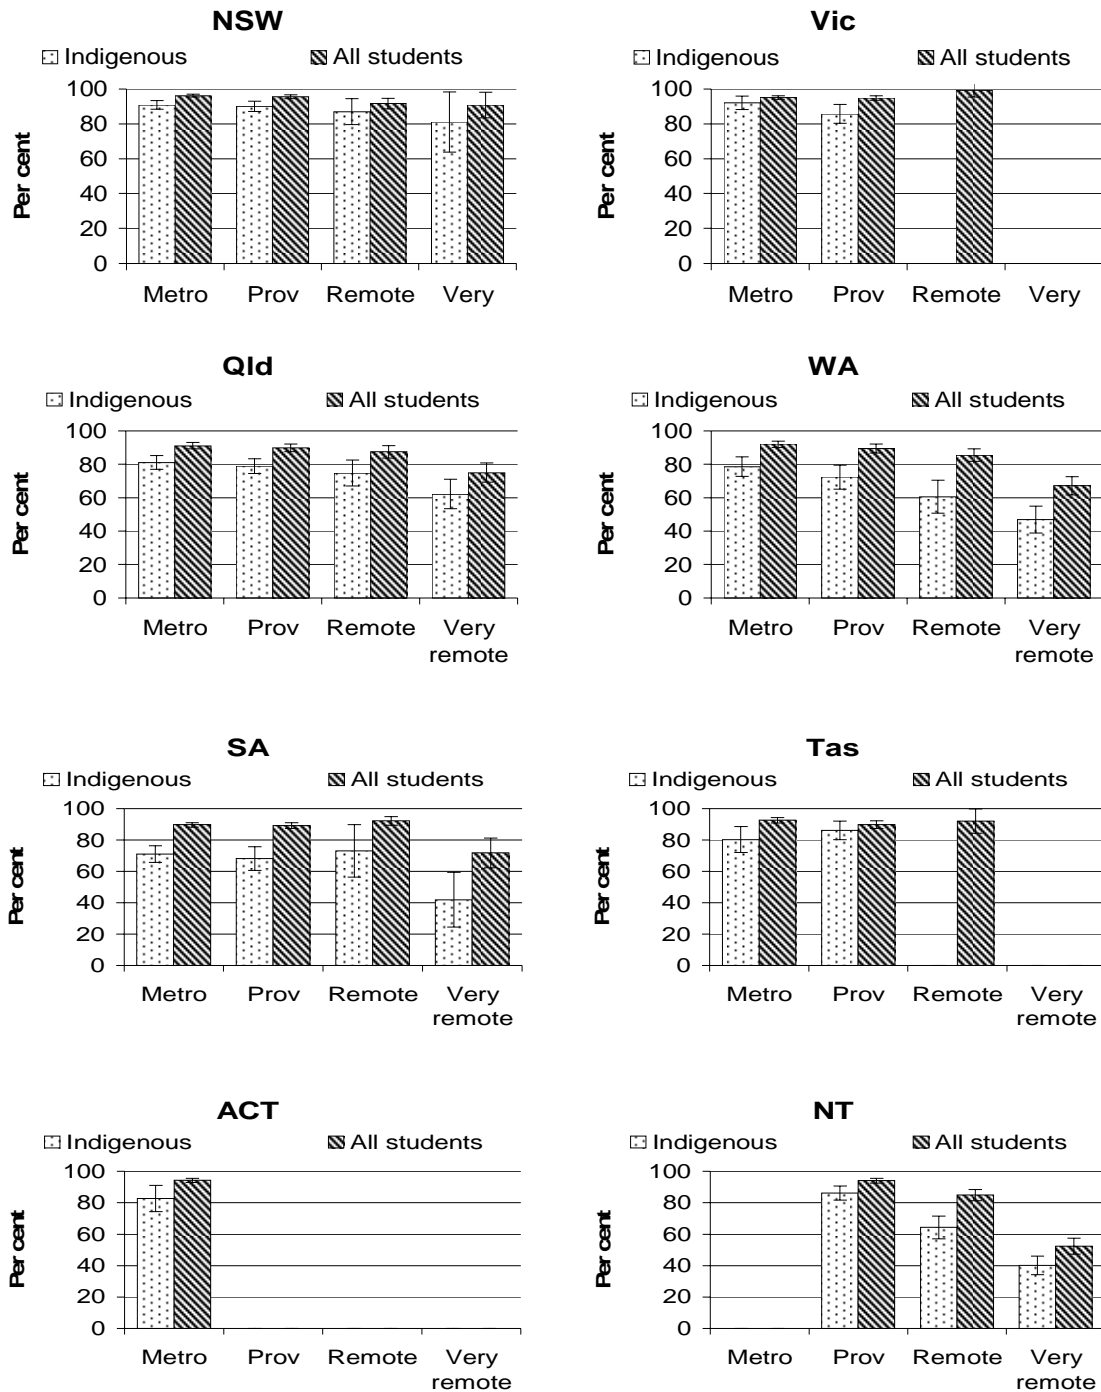 NSW
Indigenous All students
100
80
60
40
20
0
Per cent
Metro Prov Remote Very
Vic
Indigenous All students
100
80
60
40
20
0
Per cent
Metro Prov Remote Very
Qld
Indigenous All students
100
80
60
40
20
0
Per cent
Metro Prov Remote Very
remote
WA
Indigenous All students
100
80
60
40
20
0
Per cent
Metro Prov Remote Very
remote
SA
Indigenous All students
100
80
60
40
20
0
Per cent
Metro Prov Remote Very
remote
Tas
Indigenous All students
100
80
60
40
20
0
Per cent
Metro Prov Remote Very
remote
ACT
Indigenous All students
100
80
60
40
20
0
Per cent
Metro Prov Remote Very
remote
NT
Indigenous All students
100
80
60
40
20
0
Per cent
Metro Prov Remote Very
remote